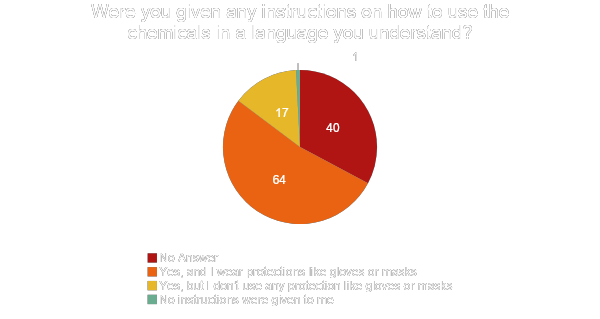 Were you given any instructions on how to use the
chemicals in a language you understand?
1
17
40
64
No Answer
Yes, and I wear protections like gloves or masks
Yes, but I don't use any protection like gloves or masks
No instructions were given to me